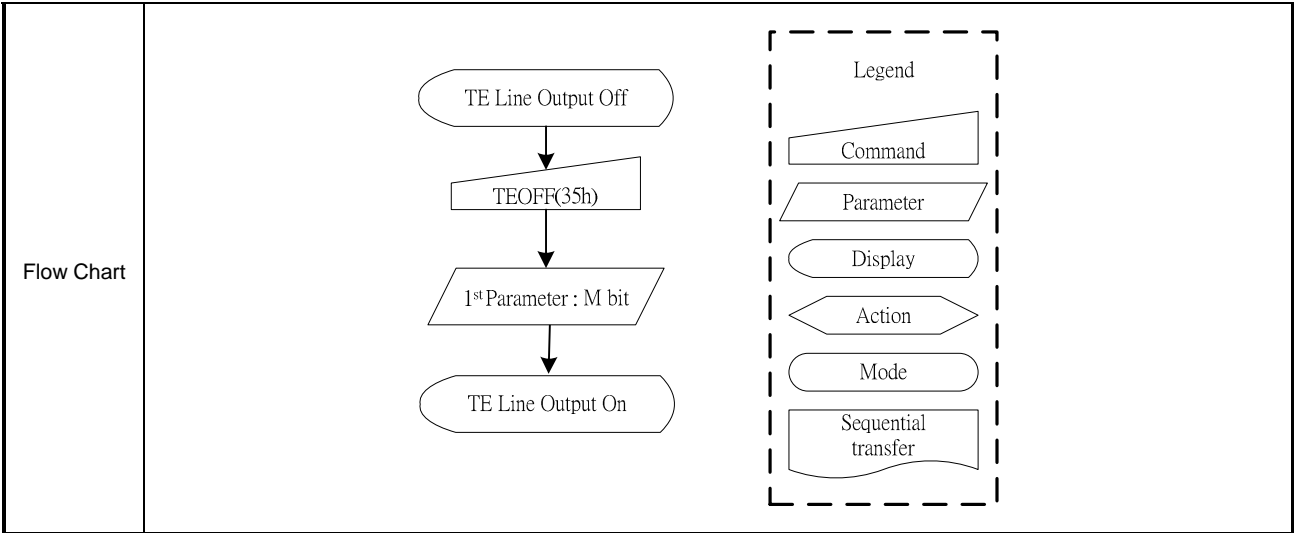 Flow Chart
TE Line Output Off
TEOFF(35h)
1st Parameter : M bit
TE Line Output On
Legend
Command
Parameter
Display
Action
Mode
Sequential
transfer